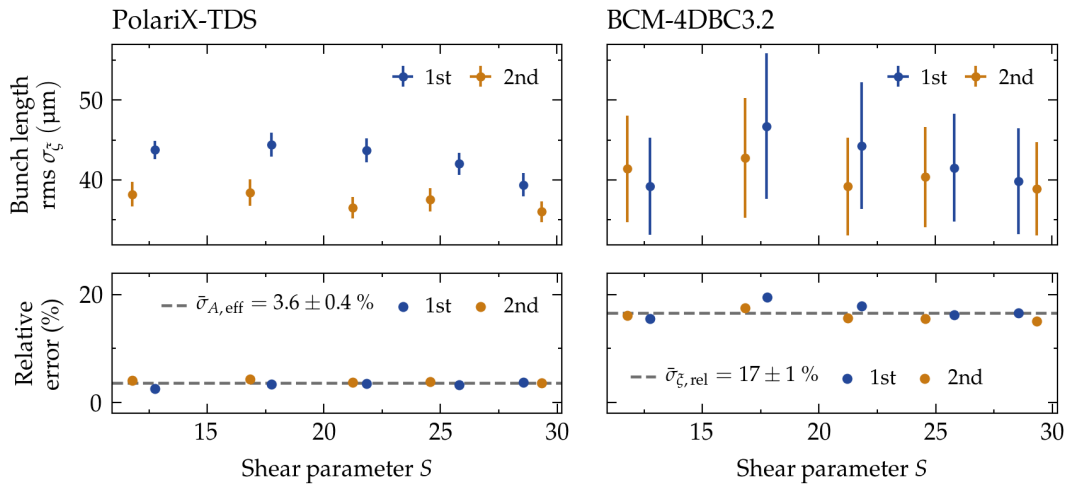 PolariX-TDS
BCM-4DBC3.2
Bunch length
rms σ_ξ (μm)
50
40
1st
2nd
1st
2nd
Relative
error (%)
20
0
σ̄_A, eff = 3.6 ± 0.4 %
1st
2nd
σ̄_ξ, rel = 17 ± 1 %
1st
2nd
15
20
25
30
15
20
25
30
Shear parameter S
Shear parameter S